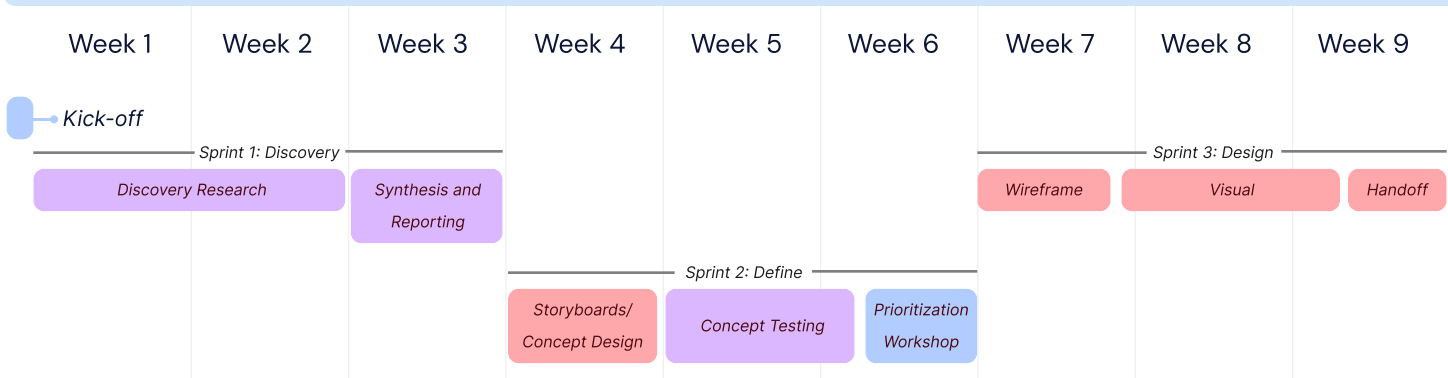 Week 1
Week 2
Week 3
Week 4
Week 5
Week 6
Week 7
Week 8
Week 9
Kick-off
Sprint 1: Discovery
Sprint 3: Design
Discovery Research
Synthesis and
Reporting
Wireframe
Visual
Handoff
Sprint 2: Define
Storyboards/
Concept Design
Concept Testing
Prioritization
Workshop